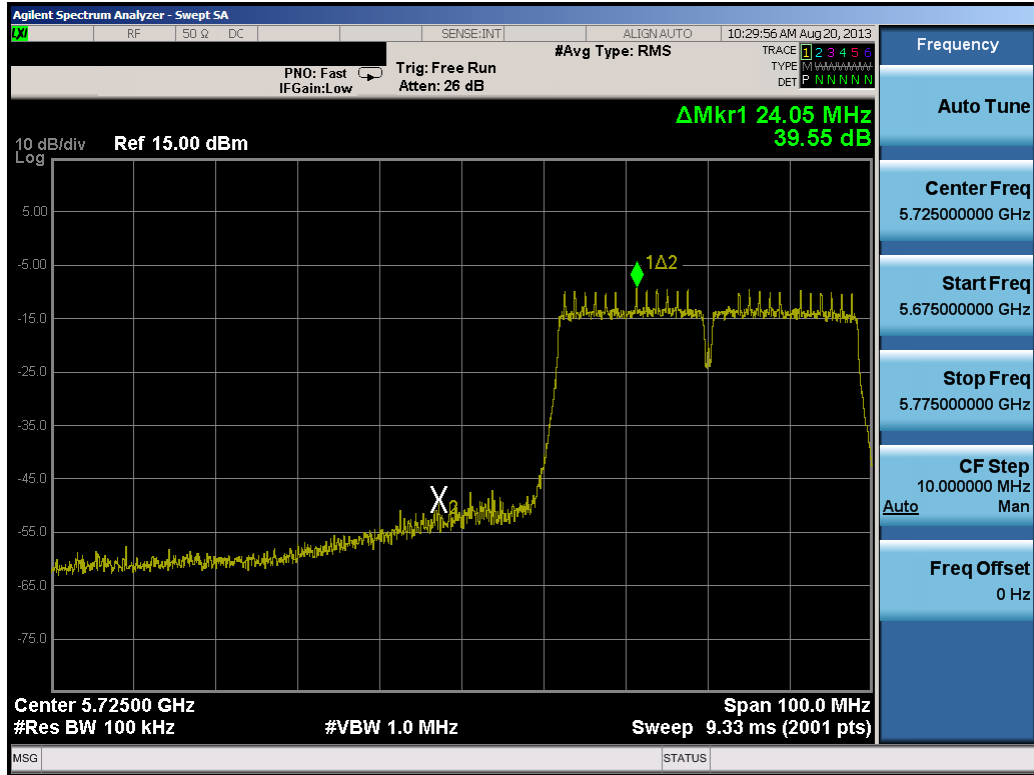 Agilent Spectrum Analyzer - Swept SA
LXI RF 50 Ω DC SENSE:INT ALIGN AUTO 10:29:56 AM Aug 20, 2013
Frequency
#Avg Type: RMS
TRACE 1 2 3 4 5 6
PNO: Fast Trig: Free Run
TYPE M WWWWW
IFGain:Low Atten: 26 dB
DET P N N N N N
Auto Tune
ΔMkr1 24.05 MHz
39.55 dB
10 dB/div Ref 15.00 dBm
Log
Center Freq
5.725000000 GHz
5.00
-5.00
1Δ2
Start Freq
5.675000000 GHz
-15.0
-25.0
Stop Freq
5.775000000 GHz
-35.0
-45.0
CF Step
10.000000 MHz
Auto Man
X2
-55.0
Freq Offset
0 Hz
-65.0
-75.0
Center 5.72500 GHz Span 100.0 MHz
#Res BW 100 kHz #VBW 1.0 MHz Sweep 9.33 ms (2001 pts)
MSG STATUS